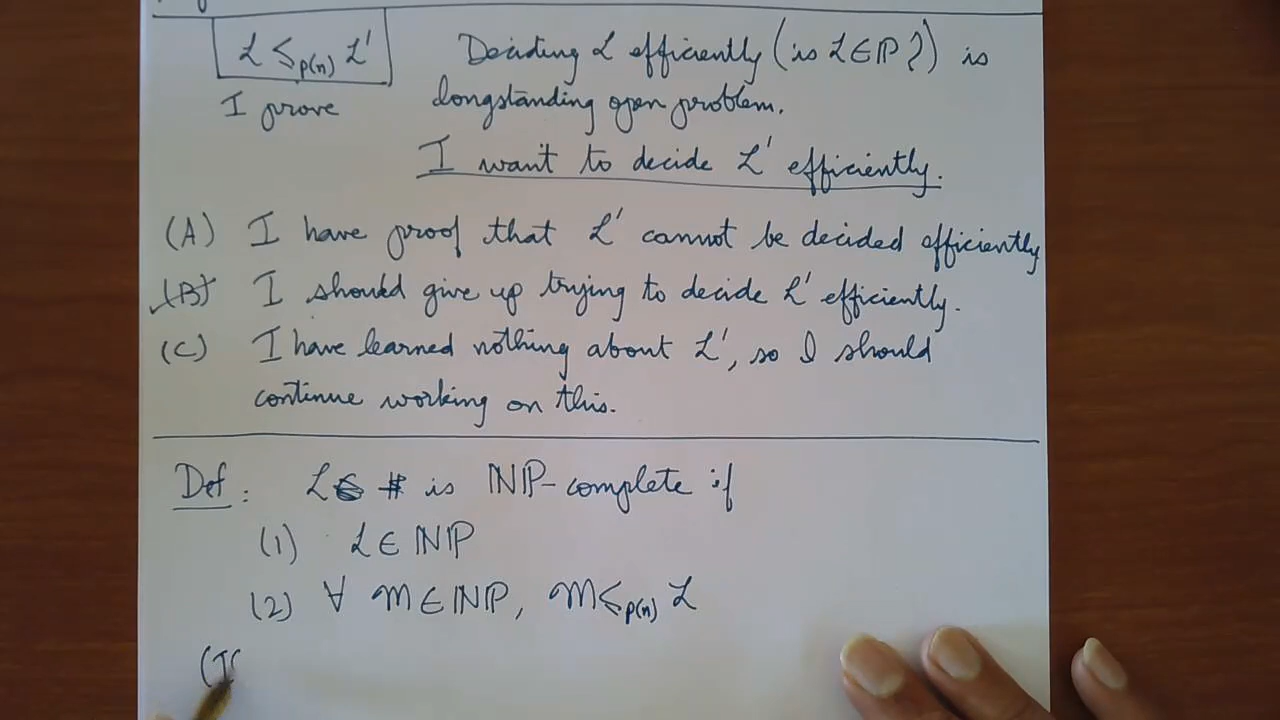 L ≤p(n) L' Deciding L efficiently (is L∈P?) is
I prove longstanding open problem.
I want to decide L' efficiently.
(A) I have proof that L' cannot be decided efficiently
(B) I should give up trying to decide L' efficiently.
(C) I have learned nothing about L', so I should
continue working on this.
Def: L is NP-complete if
(1) L∈NP
(2) ∀ M∈NP, M≤p(n) L